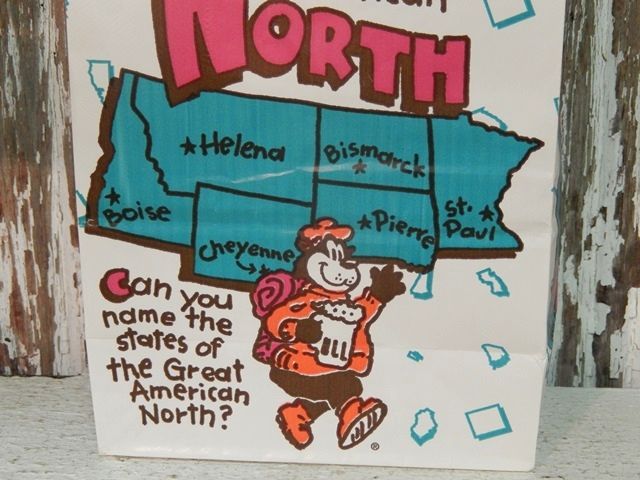 North
Helena
Bismarck
Boise
Pierre
St.
Paul
Cheyenne
Can you
name the
states of
the Great
American
North?
®